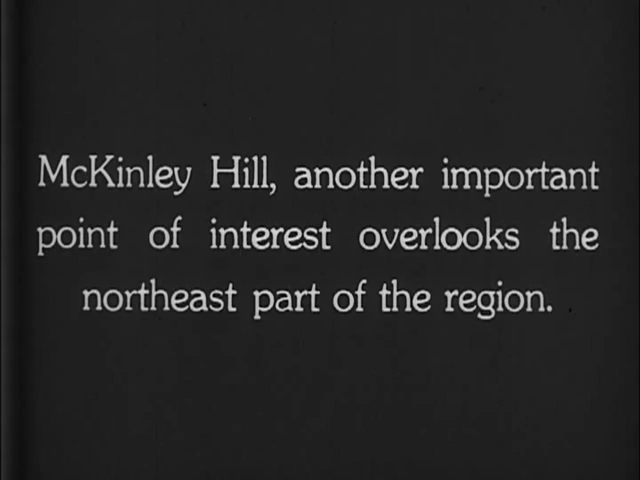 McKinley Hill, another important
point of interest overlooks the
northeast part of the region.